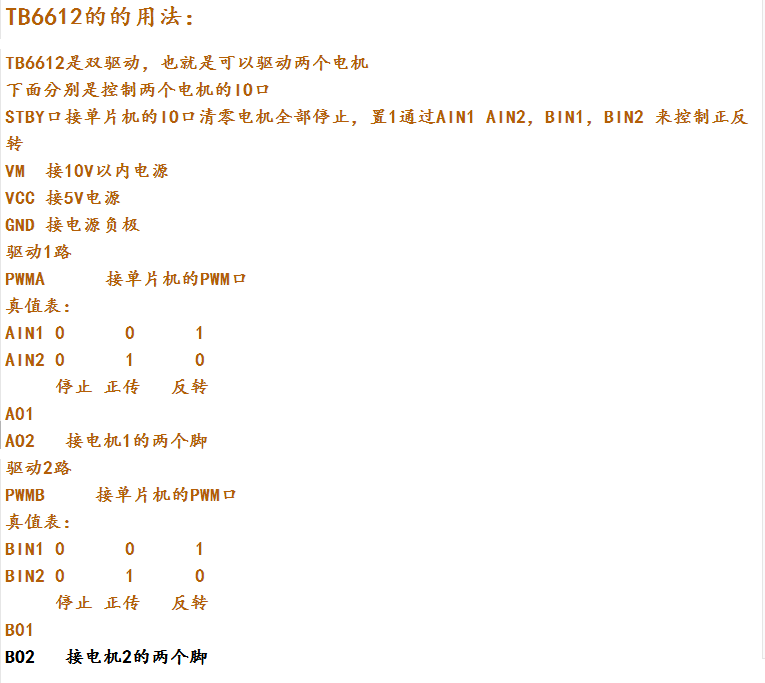 TB6612的的用法：
TB6612是双驱动，也就是可以驱动两个电机
下面分别是控制两个电机的IO口
STBY口接单片机的IO口清零电机全部停止，置1通过AIN1 AIN2，BIN1，BIN2 来控制正反
转
VM 接10V以内电源
VCC 接5V电源
GND 接电源负极
驱动1路
PWMA 接单片机的PWM口
真值表：
AIN1 0 0 1
AIN2 0 1 0
停止 正传 反转
A01
A02 接电机1的两个脚
驱动2路
PWMB 接单片机的PWM口
真值表：
BIN1 0 0 1
BIN2 0 1 0
停止 正传 反转
B01
B02 接电机2的两个脚